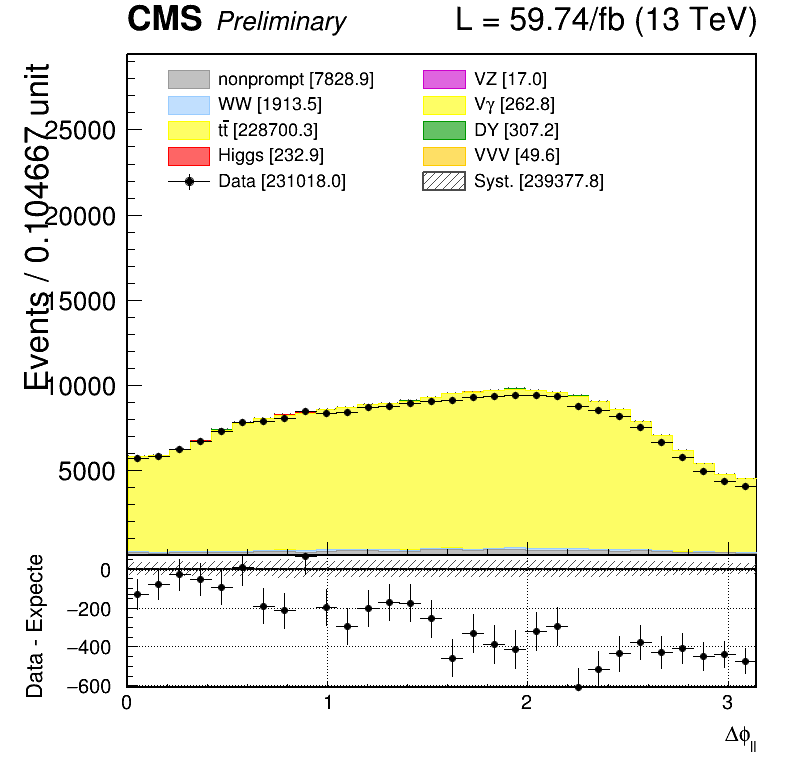 CMS Preliminary L = 59.74/fb (13 TeV)
nonprompt [7828.9] VZ [17.0]
WW [1913.5] Vγ [262.8]
tt̄ [228700.3] DY [307.2]
Higgs [232.9] VVV [49.6]
Data [231018.0] Syst. [239377.8]
Events / 0.104667 unit
25000
20000
15000
10000
5000
Data - Expecte
0
−200
−400
−600
0 1 2 3
Δϕ_ll